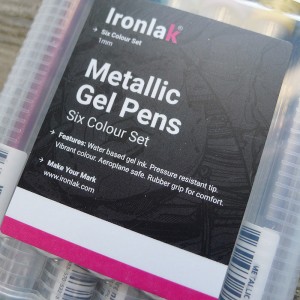 Ironlak
→ Six Colour Set
1mm
Metallic
Gel Pens
Six Colour Set
→ Features: Water based gel ink. Pressure resistant tip.
Vibrant colour. Aeroplane safe. Rubber grip for comfort.
→ Make Your Mark
www.ironlak.com
METALLIC